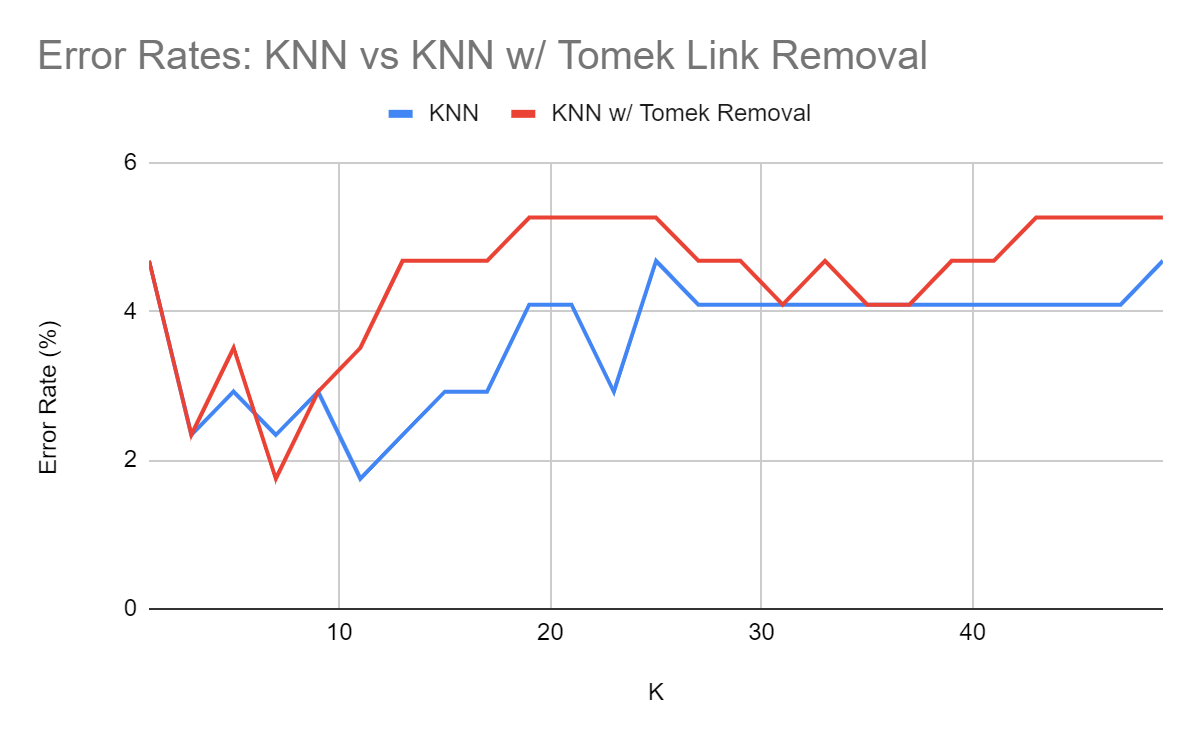 Error Rates: KNN vs KNN w/ Tomek Link Removal
KNN KNN w/ Tomek Removal
6
4
2
0
Error Rate (%)
10 20 30 40
K